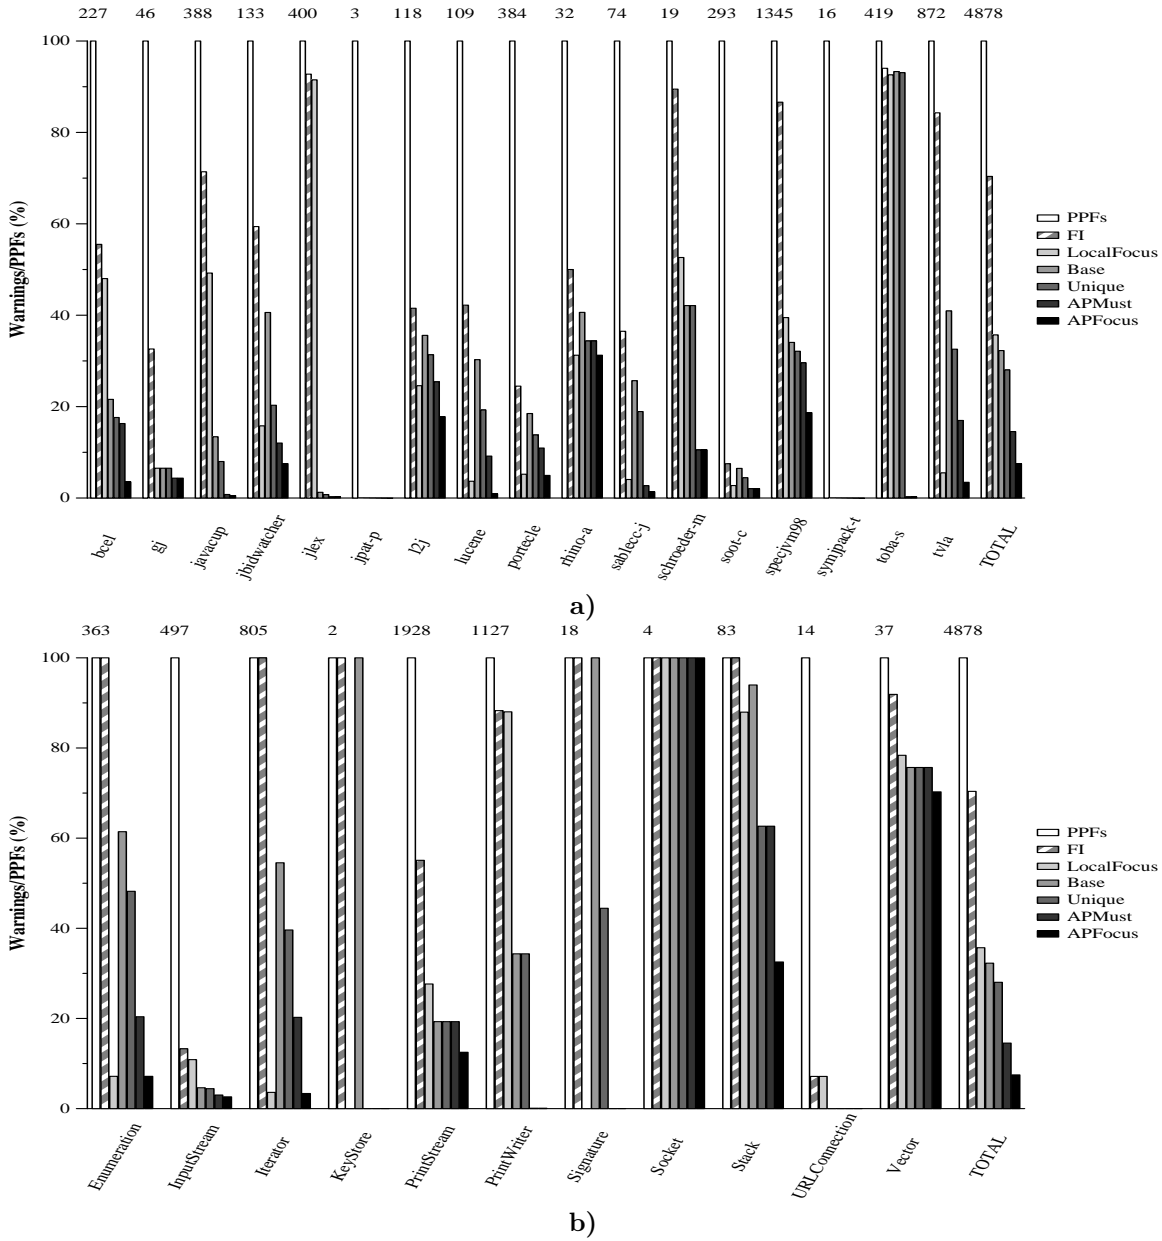 227 46 388 133 400 3 118 109 384 32 74 19 293 1345 16 419 872 4878
100
80
60
40
20
0
Warnings/PPFs (%)
PPFs
FI
LocalFocus
Base
Unique
APMust
APFocus
bcel gj javacup jbidwatcher jlex jpat-p l2j lucene portecle rhino-a sablecc-j schroeder-m soot-c specjvm98 symjpack-t toba-s tvla TOTAL
a)
363 497 805 2 1928 1127 18 4 83 14 37 4878
100
80
60
40
20
0
Warnings/PPFs (%)
PPFs
FI
LocalFocus
Base
Unique
APMust
APFocus
Enumeration InputStream Iterator KeyStore PrintStream PrintWriter Signature Socket Stack URLConnection Vector TOTAL
b)